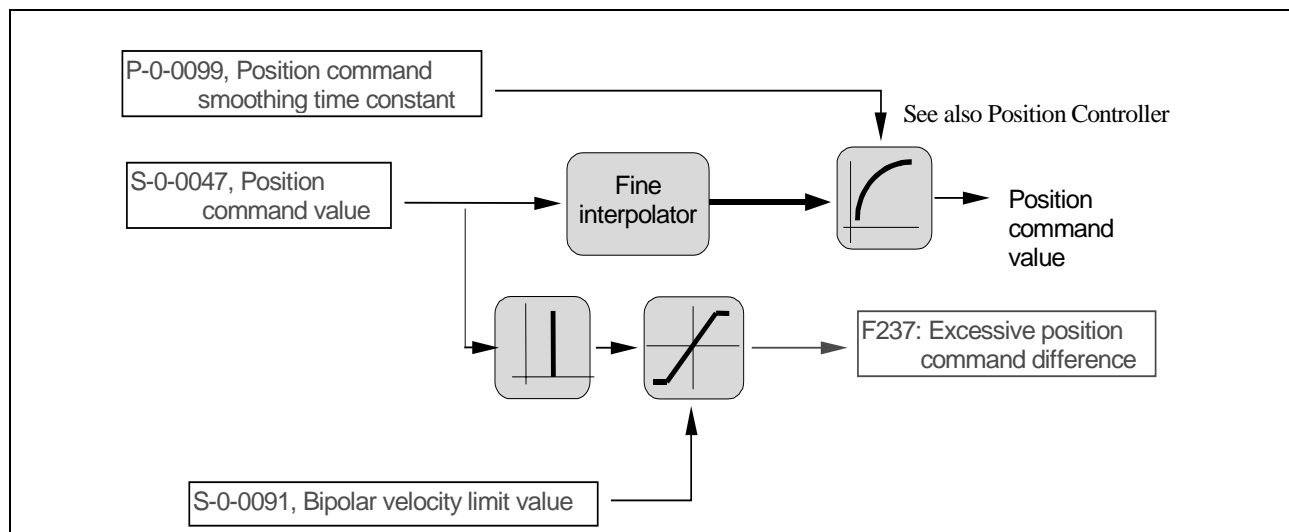 P-0-0099, Position command
smoothing time constant
See also Position Controller
S-0-0047, Position
command value
Fine
interpolator
Position
command
value
F237: Excessive position
command difference
S-0-0091, Bipolar velocity limit value